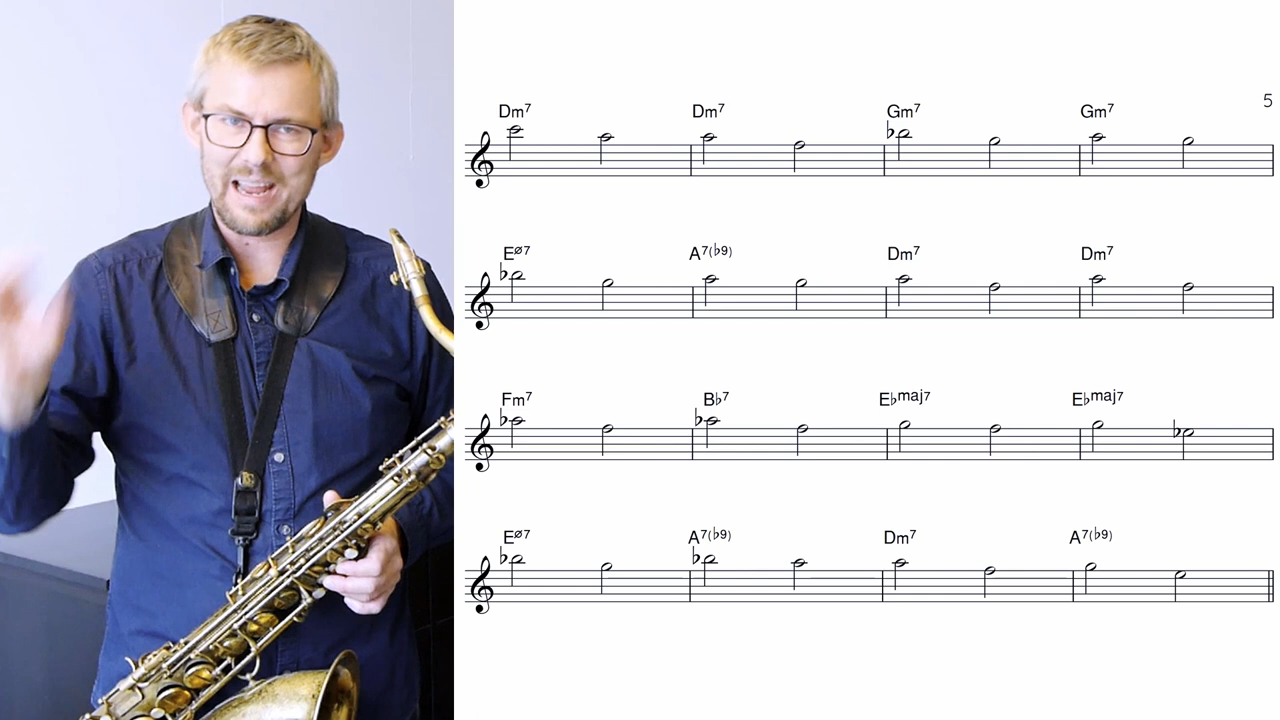 5
Dm7 Dm7 Gm7 Gm7
Eø7 A7(♭9) Dm7 Dm7
Fm7 B♭7 E♭maj7 E♭maj7
Eø7 A7(♭9) Dm7 A7(♭9)